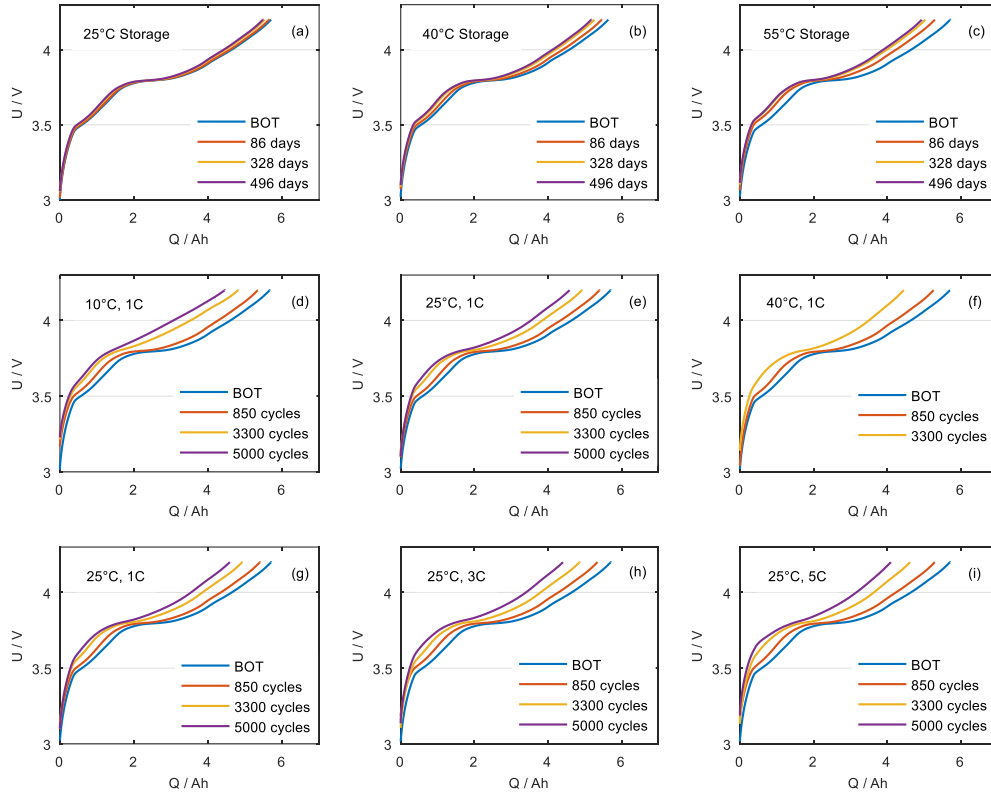 25°C Storage
(a)
U / V
4
3.5
3
BOT
86 days
328 days
496 days
0 2 4 6
Q / Ah
40°C Storage
(b)
U / V
4
3.5
3
BOT
86 days
328 days
496 days
0 2 4 6
Q / Ah
55°C Storage
(c)
U / V
4
3.5
3
BOT
86 days
328 days
496 days
0 2 4 6
Q / Ah
10°C, 1C
(d)
U / V
4
3.5
3
BOT
850 cycles
3300 cycles
5000 cycles
0 2 4 6
Q / Ah
25°C, 1C
(e)
U / V
4
3.5
3
BOT
850 cycles
3300 cycles
5000 cycles
0 2 4 6
Q / Ah
40°C, 1C
(f)
U / V
4
3.5
3
BOT
850 cycles
3300 cycles
0 2 4 6
Q / Ah
25°C, 1C
(g)
U / V
4
3.5
3
BOT
850 cycles
3300 cycles
5000 cycles
0 2 4 6
Q / Ah
25°C, 3C
(h)
U / V
4
3.5
3
BOT
850 cycles
3300 cycles
5000 cycles
0 2 4 6
Q / Ah
25°C, 5C
(i)
U / V
4
3.5
3
BOT
850 cycles
3300 cycles
5000 cycles
0 2 4 6
Q / Ah